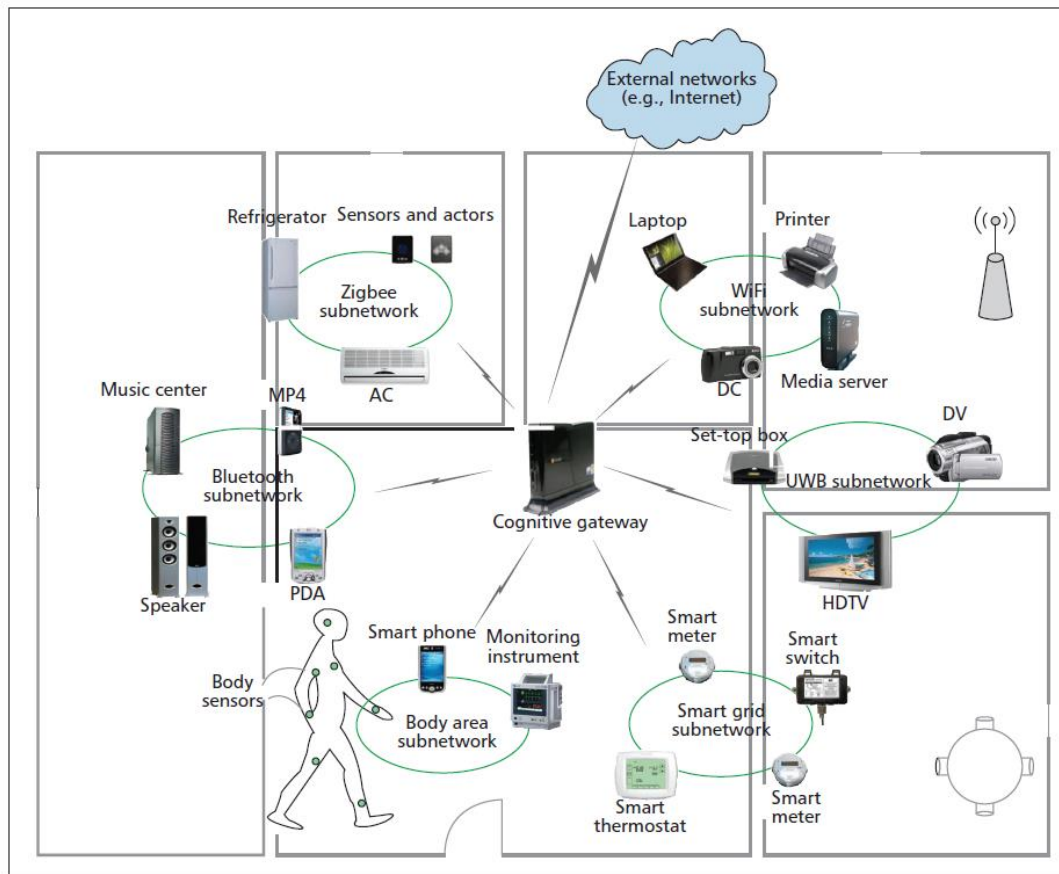 External networks
(e.g., Internet)
Refrigerator
Sensors and actors
Zigbee
subnetwork
AC
Laptop
Printer
WiFi
subnetwork
DC
Media server
Music center
MP4
Bluetooth
subnetwork
Speaker
PDA
Cognitive gateway
Set-top box
DV
UWB subnetwork
HDTV
Body
sensors
Smart phone
Monitoring
instrument
Body area
subnetwork
Smart
meter
Smart
switch
Smart grid
subnetwork
Smart
thermostat
Smart
meter